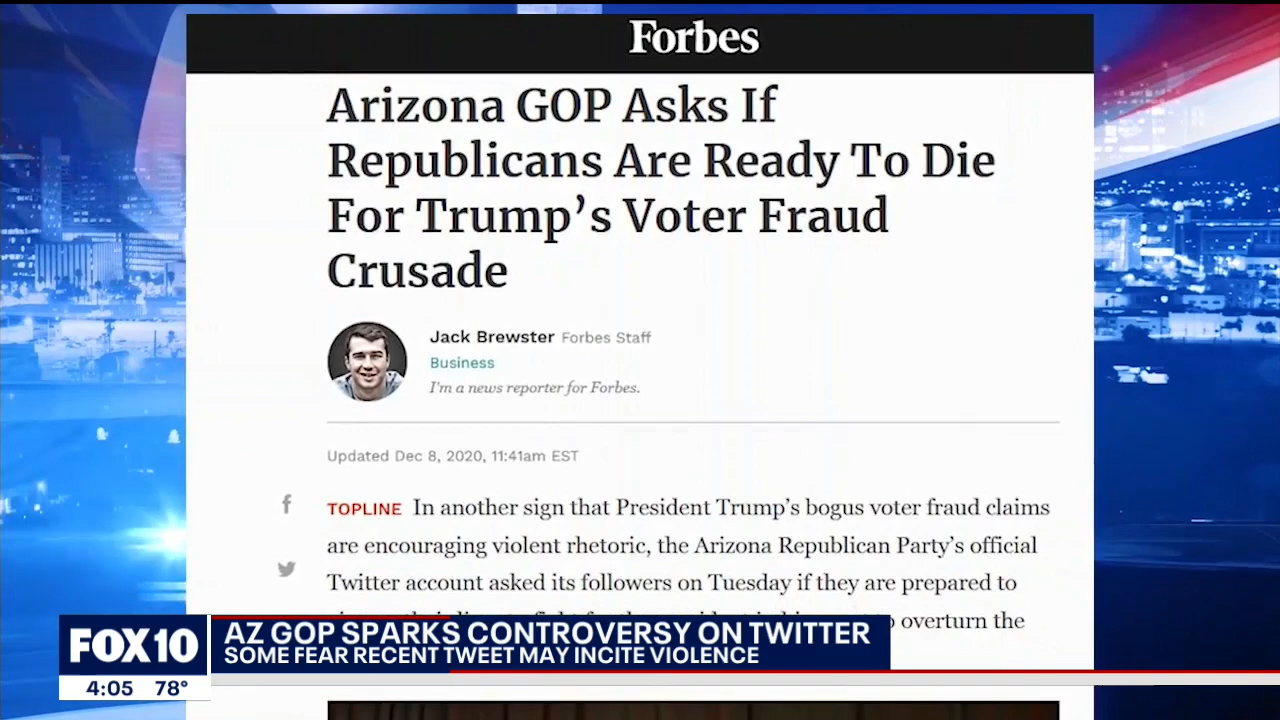 Forbes
Arizona GOP Asks If
Republicans Are Ready To Die
For Trump's Voter Fraud
Crusade
Jack Brewster Forbes Staff
Business
I'm a news reporter for Forbes.
Updated Dec 8, 2020, 11:41am EST
TOPLINE In another sign that President Trump's bogus voter fraud claims
are encouraging violent rhetoric, the Arizona Republican Party's official
Twitter account asked its followers on Tuesday if they are prepared to
overturn the
FOX 10
AZ GOP SPARKS CONTROVERSY ON TWITTER
SOME FEAR RECENT TWEET MAY INCITE VIOLENCE
4:05 78°